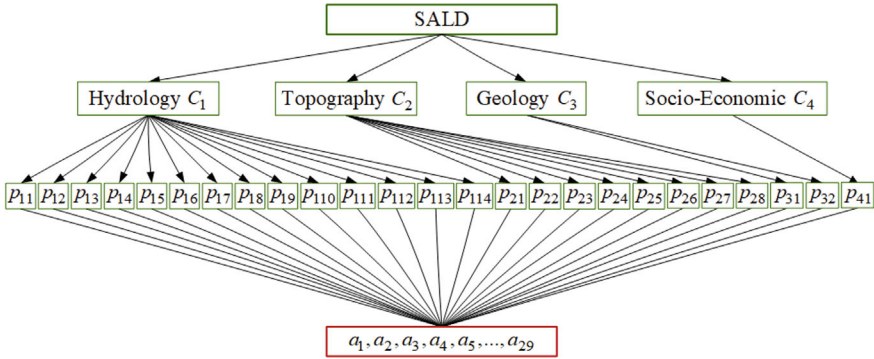 SALD
Hydrology C₁ Topography C₂ Geology C₃ Socio-Economic C₄
p₁₁ p₁₂ p₁₃ p₁₄ p₁₅ p₁₆ p₁₇ p₁₈ p₁₉ p₁₁₀ p₁₁₁ p₁₁₂ p₁₁₃ p₁₁₄ p₂₁ p₂₂ p₂₃ p₂₄ p₂₅ p₂₆ p₂₇ p₂₈ p₃₁ p₃₂ p₄₁
a₁, a₂, a₃, a₄, a₅, ..., a₂₉